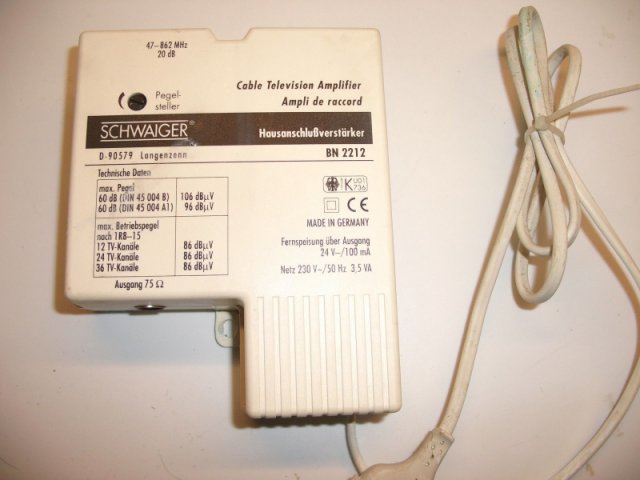 47–862 MHz
20 dB
Pegel-
steller
Cable Television Amplifier
Ampli de raccord
SCHWAIGER®
Hausanschlußverstärker
D-90579 Langenzenn
BN 2212
Technische Daten
max. Pegel
60 dB (DIN 45 004 B) 106 dBµV
60 dB (DIN 45 004 A1) 96 dBµV
max. Betriebspegel
nach 1R8–15
12 TV-Kanäle 86 dBµV
24 TV-Kanäle 86 dBµV
36 TV-Kanäle 86 dBµV
Ausgang 75 Ω
K U01
736
CE
MADE IN GERMANY
Fernspeisung über Ausgang
24 V–/100 mA
Netz 230 V~/50 Hz 3,5 VA